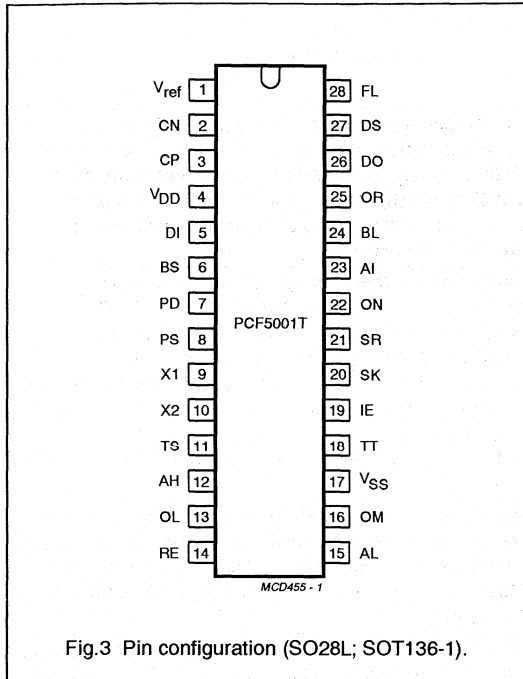 Vref 1 28 FL
CN 2 27 DS
CP 3 26 DO
VDD 4 25 OR
DI 5 24 BL
BS 6 23 AI
PD 7 22 ON
PCF5001T
PS 8 21 SR
X1 9 20 SK
X2 10 19 IE
TS 11 18 TT
AH 12 17 VSS
OL 13 16 OM
RE 14 15 AL
MCD455 - 1
Fig.3 Pin configuration (SO28L; SOT136-1).